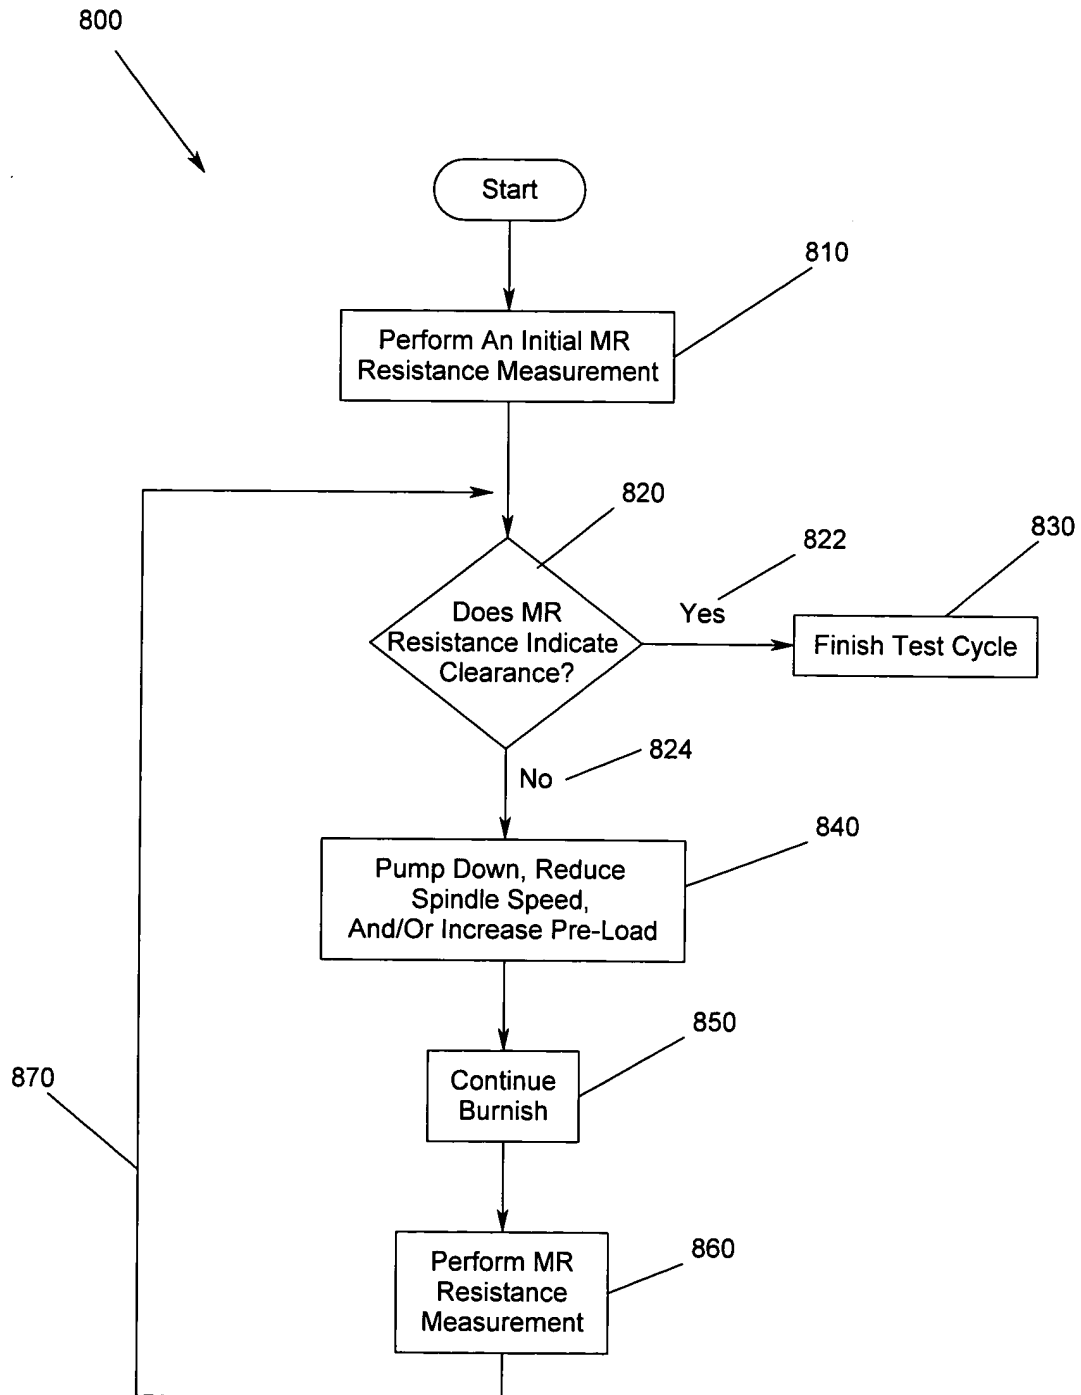 800
Start
810
Perform An Initial MR
Resistance Measurement
820
822
830
Does MR
Resistance Indicate
Clearance?
Yes
Finish Test Cycle
824
No
840
Pump Down, Reduce
Spindle Speed,
And/Or Increase Pre-Load
850
Continue
Burnish
870
860
Perform MR
Resistance
Measurement